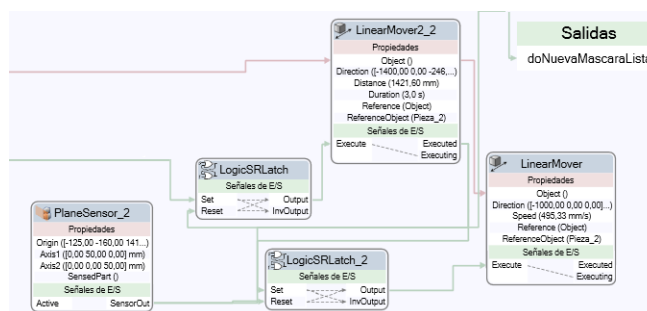 LinearMover2_2
Propiedades
Object ()
Direction ([-1400,00 0,00 -246,...)
Distance (1421,60 mm)
Duration (3,0 s)
Reference (Object)
ReferenceObject (Pieza_2)
Señales de E/S
Execute Executed
Executing
Salidas
doNuevaMascaraLista
LogicSRLatch
Señales de E/S
Set Output
Reset InvOutput
LinearMover
Propiedades
Object ()
Direction ([-1000,00 0,00 0,00]...)
Speed (495,33 mm/s)
Reference (Object)
ReferenceObject (Pieza_2)
Señales de E/S
Execute Executed
Executing
PlaneSensor_2
Propiedades
Origin ([-125,00 -160,00 141...)
Axis1 ([0,00 50,00 0,00] mm)
Axis2 ([0,00 0,00 50,00] mm)
SensedPart ()
Señales de E/S
Active SensorOut
LogicSRLatch_2
Señales de E/S
Set Output
Reset InvOutput